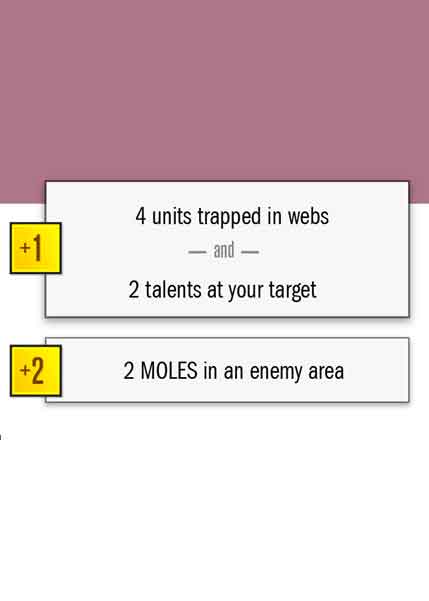 +1
4 units trapped in webs
— and —
2 talents at your target
+2
2 MOLES in an enemy area